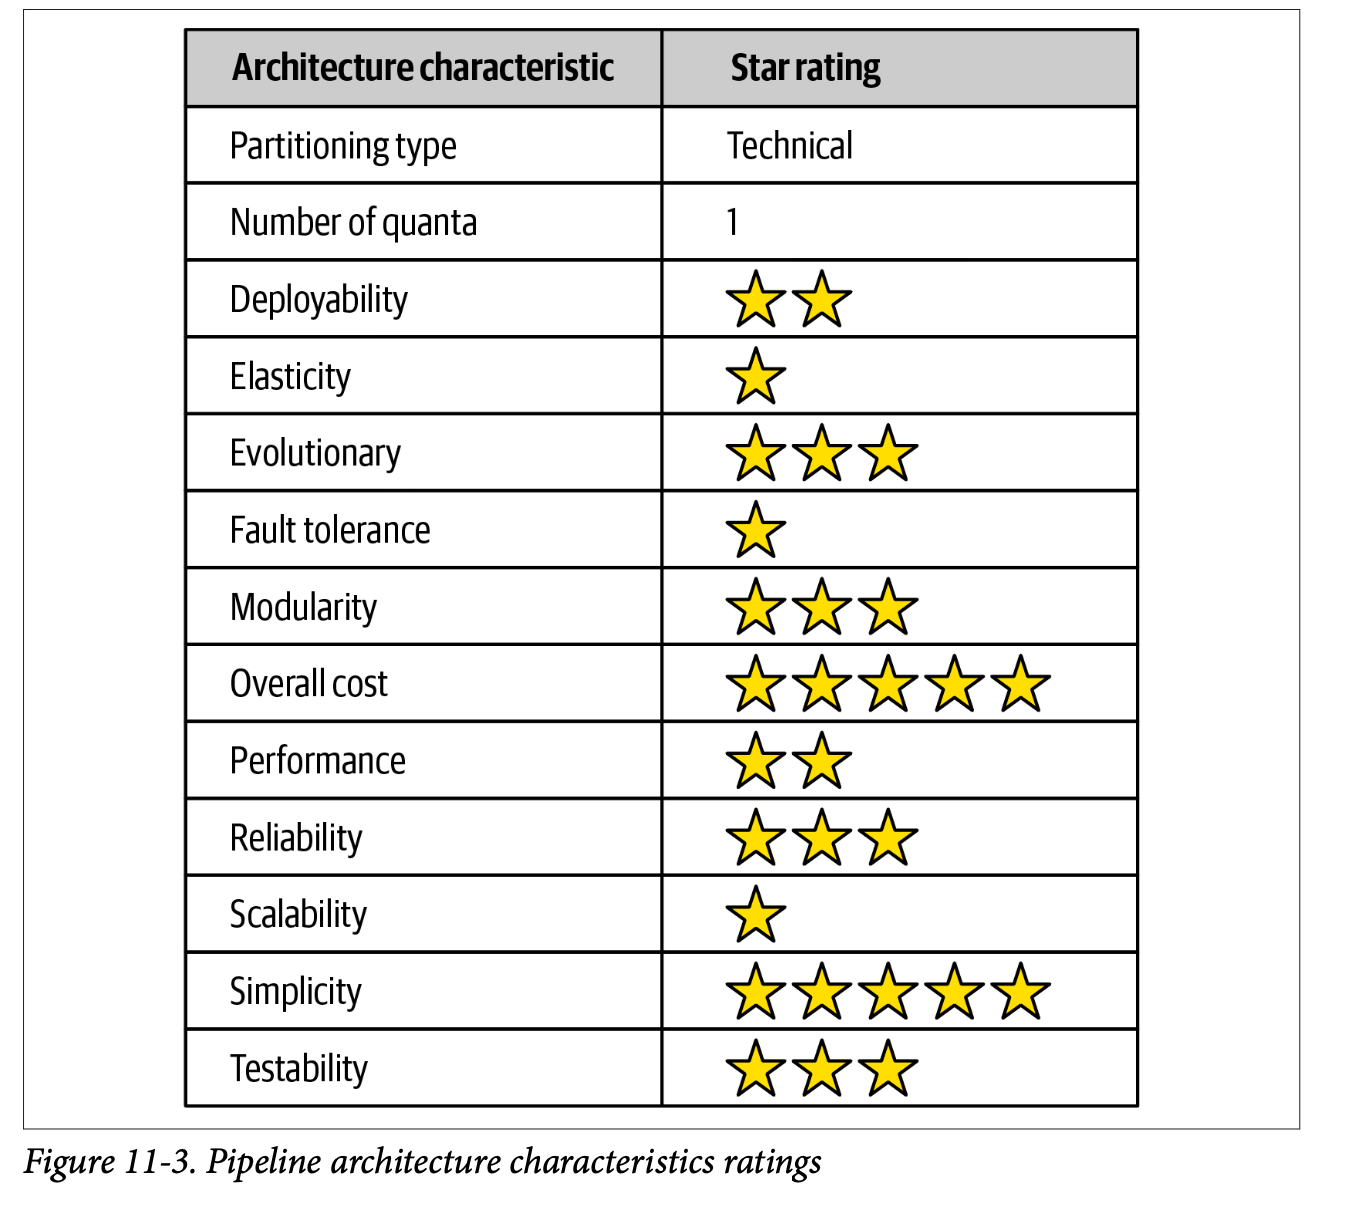 Architecture characteristic Star rating
Partitioning type Technical
Number of quanta 1
Deployability
Elasticity
Evolutionary
Fault tolerance
Modularity
Overall cost
Performance
Reliability
Scalability
Simplicity
Testability
Figure 11-3. Pipeline architecture characteristics ratings